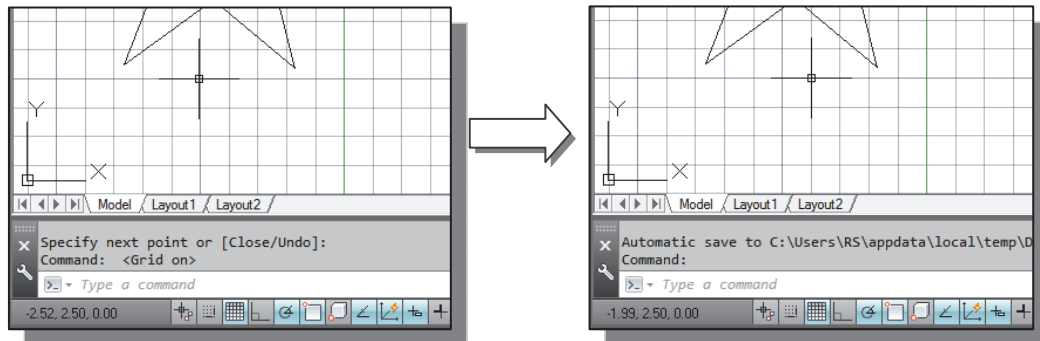 Y
X
Model / Layout1 / Layout2 /
Specify next point or [Close/Undo]:
Command: <Grid on>
Type a command
-2.52, 2.50, 0.00
Y
X
Model / Layout1 / Layout2 /
Automatic save to C:\Users\RS\appdata\local\temp\D
Command:
Type a command
-1.99, 2.50, 0.00